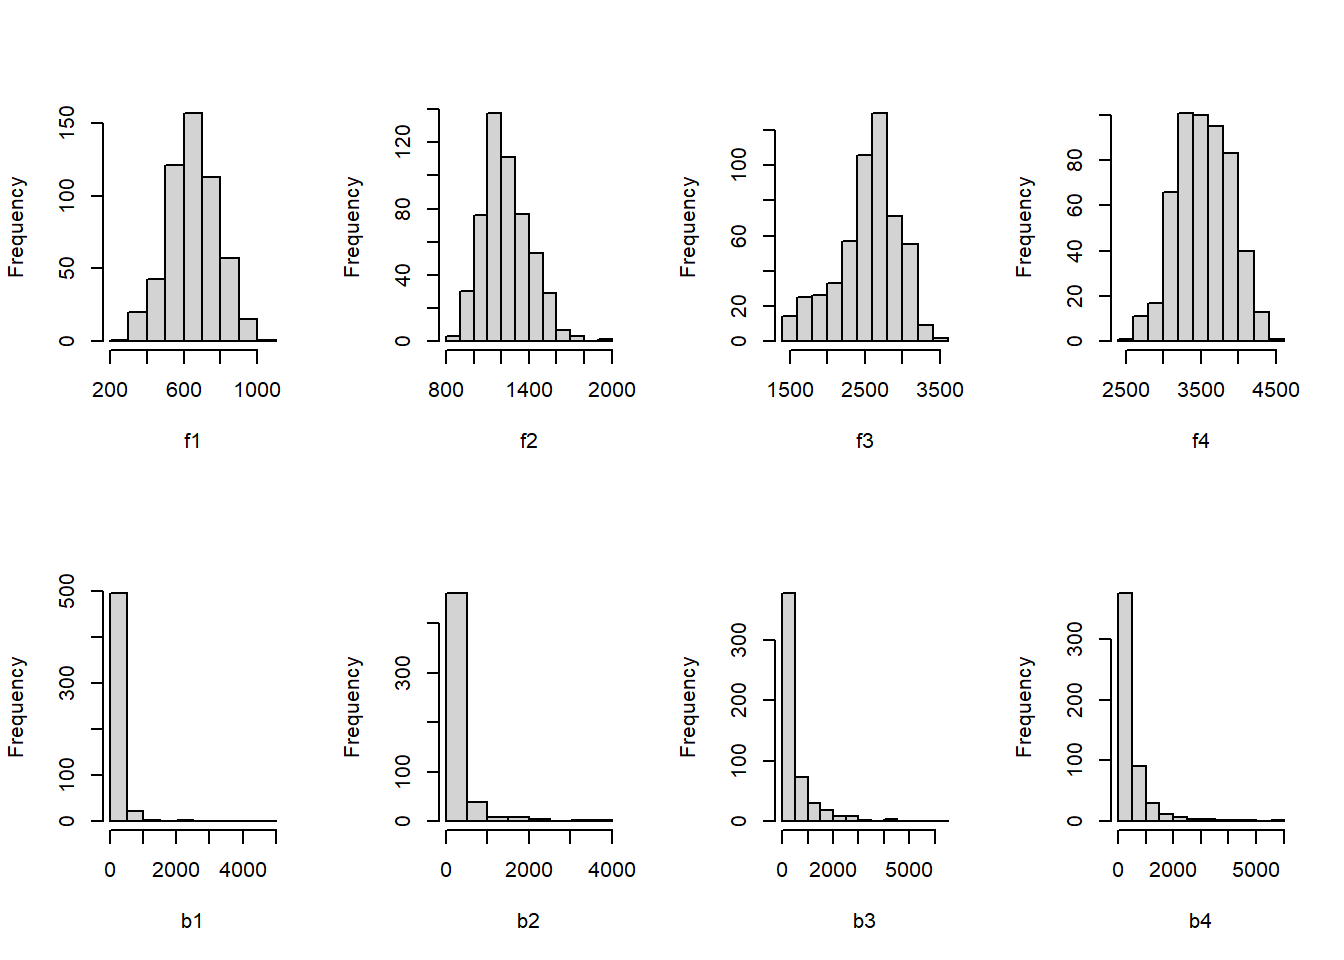 Frequency
0 50 100 150
200 600 1000
f1
Frequency
0 40 80 120
800 1400 2000
f2
Frequency
0 20 60 100
1500 2500 3500
f3
Frequency
0 20 40 60 80
2500 3500 4500
f4
Frequency
0 100 300 500
0 2000 4000
b1
Frequency
0 100 300
0 2000 4000
b2
Frequency
0 100 200 300
0 2000 5000
b3
Frequency
0 100 200 300
0 2000 5000
b4